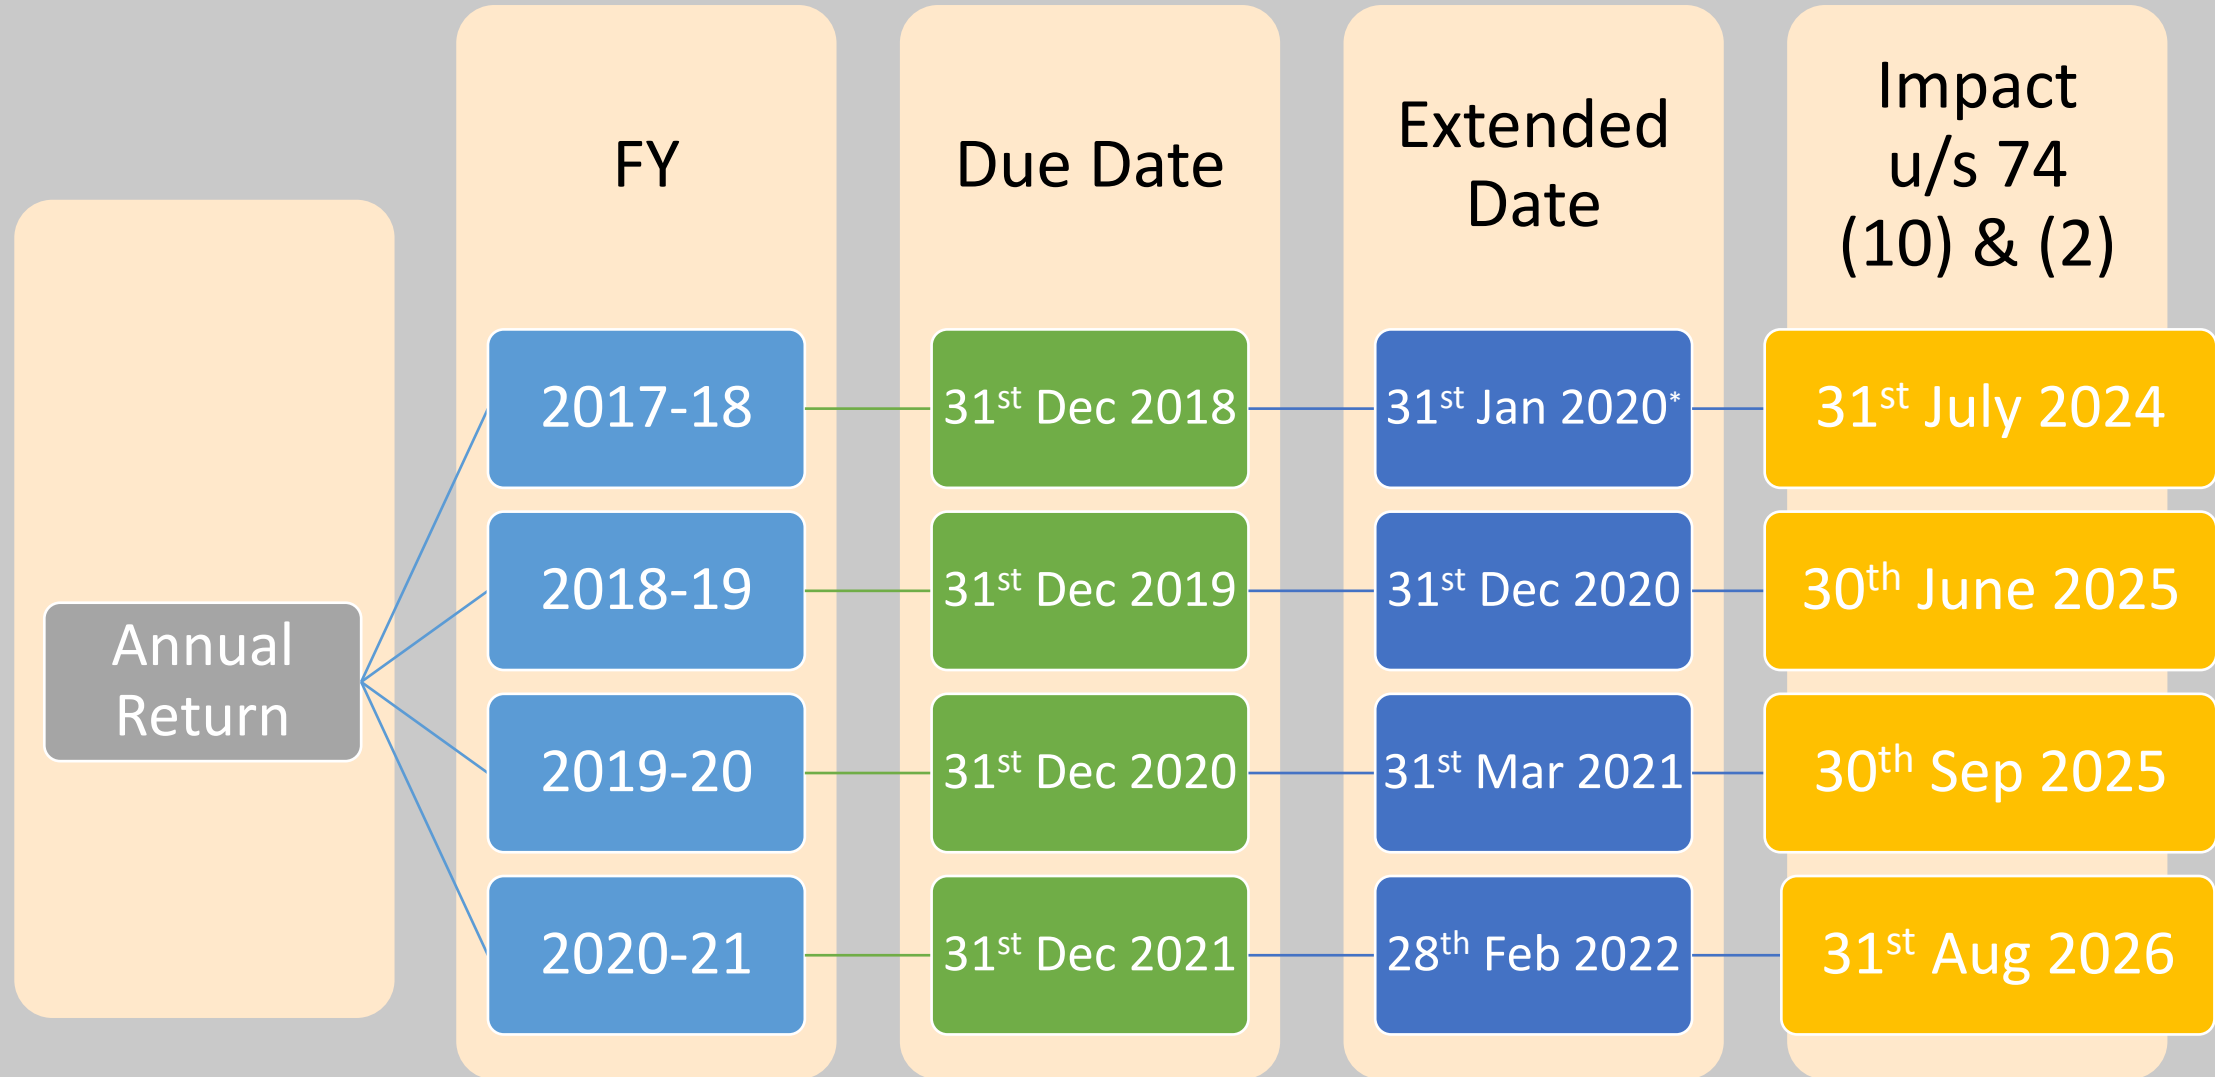 Annual
Return
FY
Due Date
Extended
Date
Impact
u/s 74
(10) & (2)
2017-18
31st Dec 2018
31st Jan 2020*
31st July 2024
2018-19
31st Dec 2019
31st Dec 2020
30th June 2025
2019-20
31st Dec 2020
31st Mar 2021
30th Sep 2025
2020-21
31st Dec 2021
28th Feb 2022
31st Aug 2026